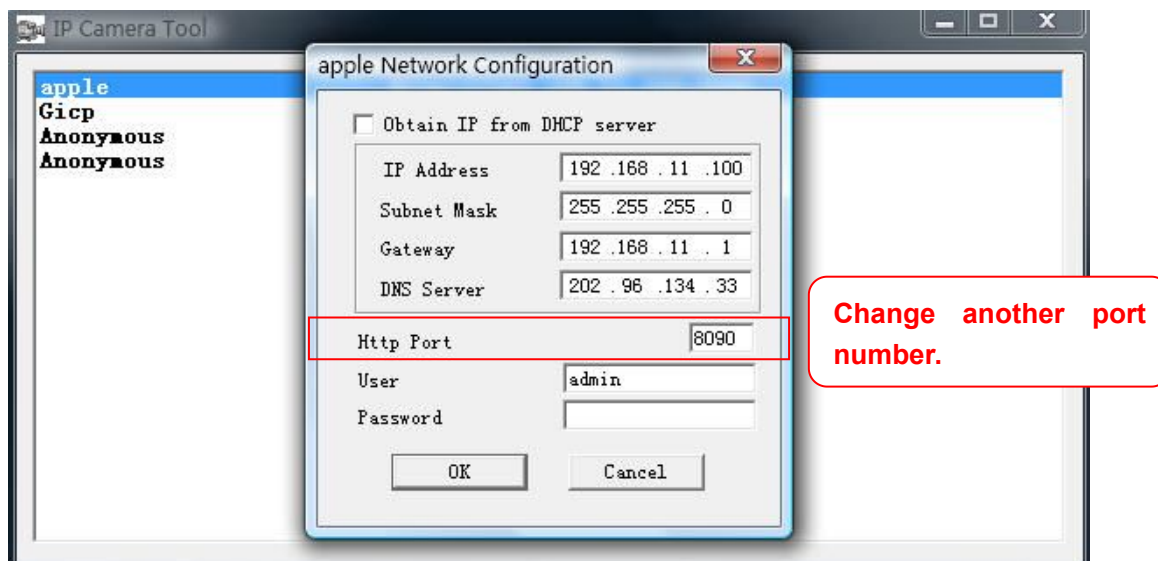 IP Camera Tool
apple Network Configuration
apple
Gicp
Anonymous
Anonymous
Obtain IP from DHCP server
IP Address 192 .168 . 11 .100
Subnet Mask 255 .255 .255 . 0
Gateway 192 .168 . 11 . 1
DNS Server 202 . 96 .134 . 33
Http Port 8090
User admin
Password
OK Cancel
Change another port
number.